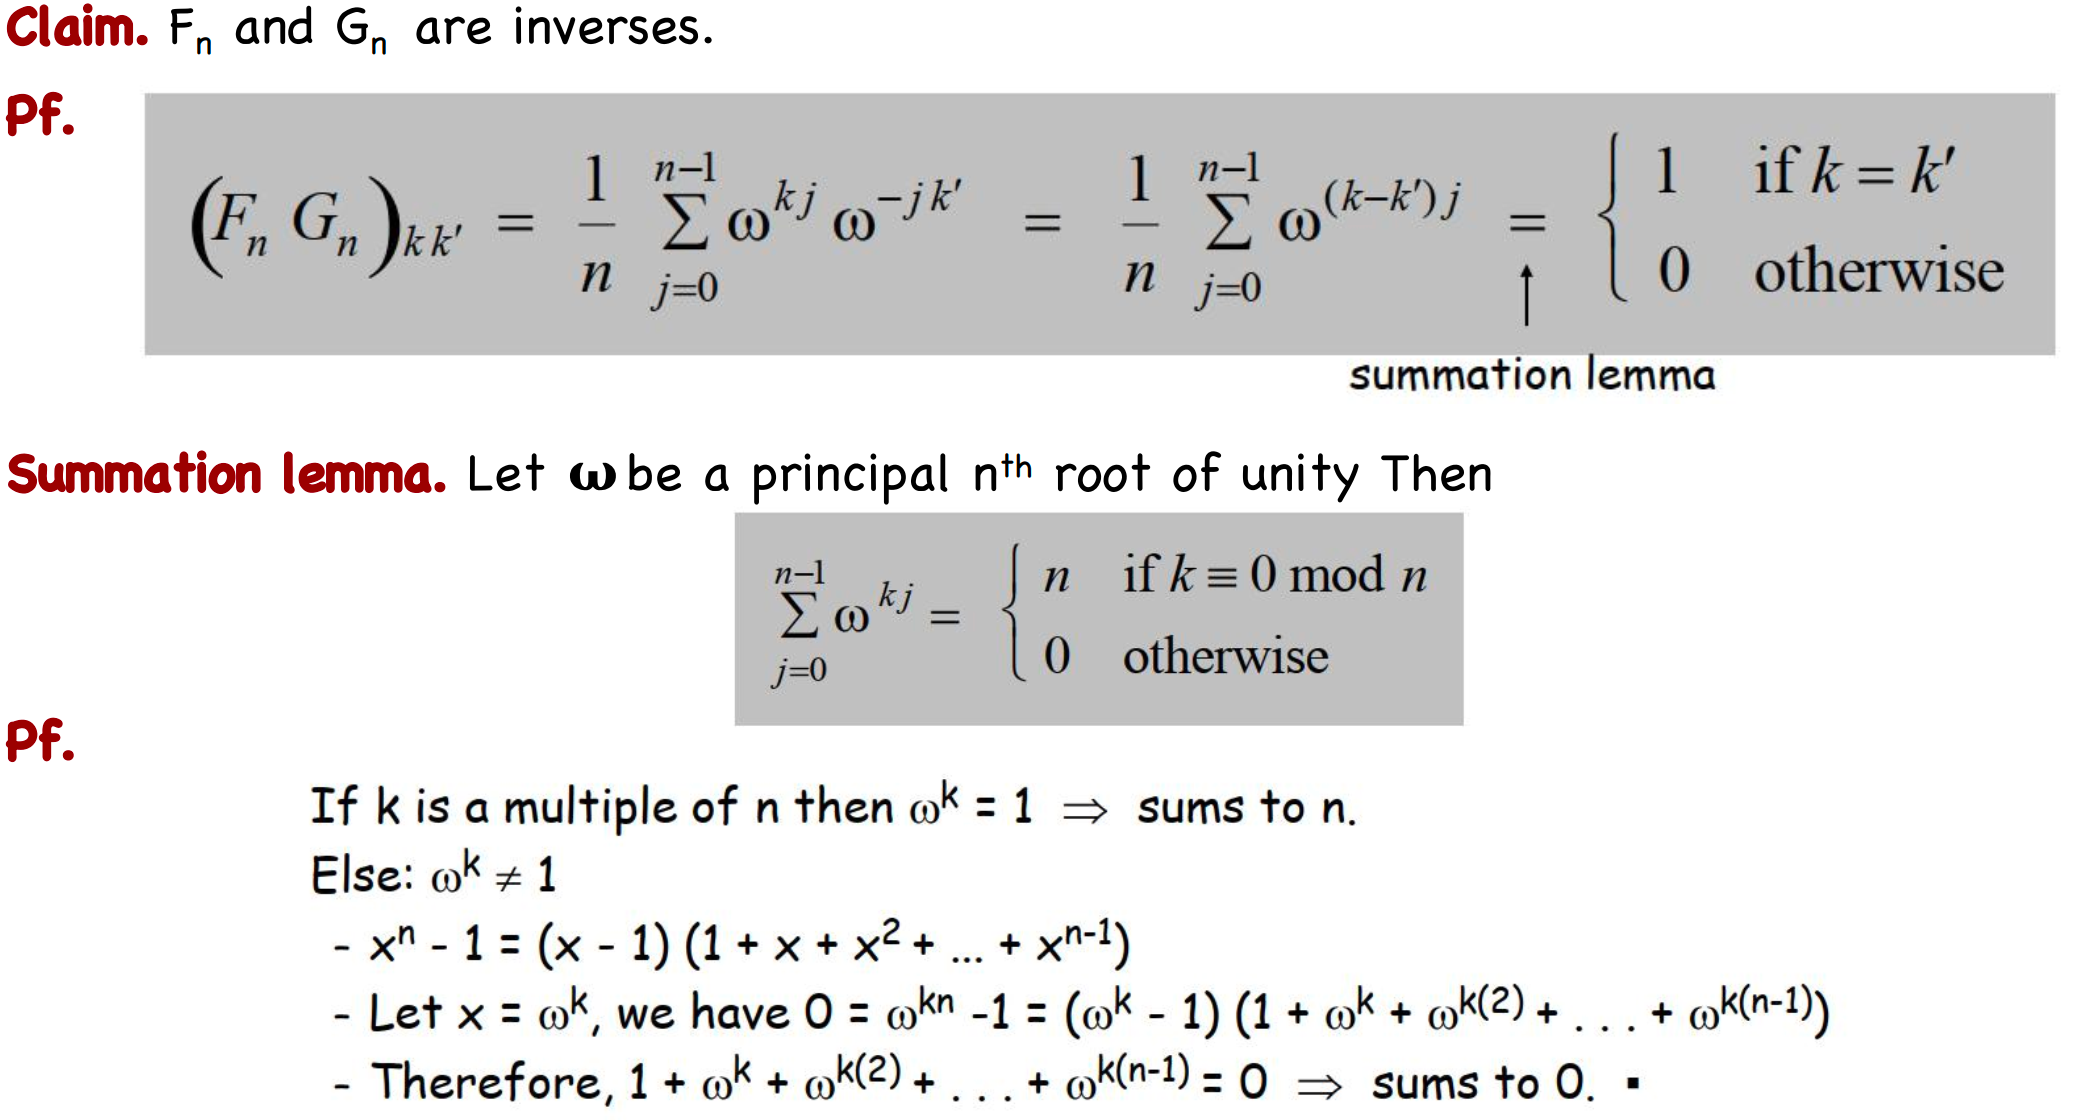 Claim. Fₙ and Gₙ are inverses.
Pf.
(Fₙ Gₙ)ₖₖ′ = 1/n ∑_{j=0}^{n−1} ω^{kj} ω^{−jk′} = 1/n ∑_{j=0}^{n−1} ω^{(k−k′)j} = { 1 if k = k′
0 otherwise
↑
summation lemma
Summation lemma. Let ω be a principal nᵗʰ root of unity Then
∑_{j=0}^{n−1} ω^{kj} = { n if k ≡ 0 mod n
0 otherwise
Pf.
If k is a multiple of n then ω^k = 1 ⇒ sums to n.
Else: ω^k ≠ 1
- x^n - 1 = (x - 1) (1 + x + x^2 + ... + x^{n-1})
- Let x = ω^k, we have 0 = ω^{kn} -1 = (ω^k - 1) (1 + ω^k + ω^{k(2)} + . . . + ω^{k(n-1)})
- Therefore, 1 + ω^k + ω^{k(2)} + . . . + ω^{k(n-1)} = 0 ⇒ sums to 0. ▪